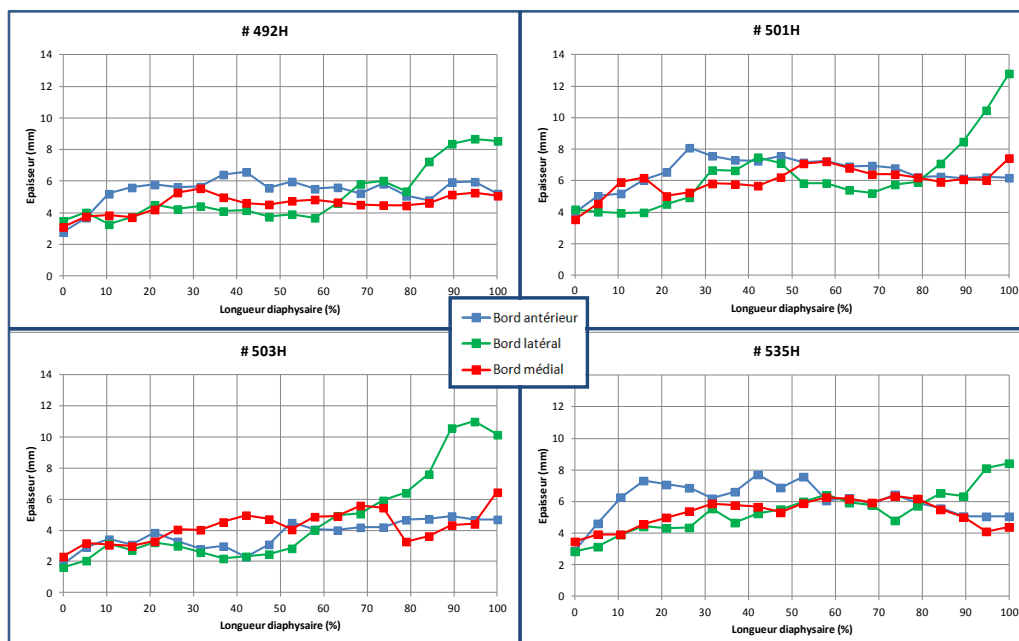 # 492H
Epaisseur (mm)
14
12
10
8
6
4
2
0
0 10 20 30 40 50 60 70 80 90 100
Longueur diaphysaire (%)
# 501H
Epaisseur (mm)
14
12
10
8
6
4
2
0
0 10 20 30 40 50 60 70 80 90 100
Longueur diaphysaire (%)
Bord antérieur
Bord latéral
Bord médial
# 503H
Epaisseur (mm)
14
12
10
8
6
4
2
0
0 10 20 30 40 50 60 70 80 90 100
Longueur diaphysaire (%)
# 535H
Epaisseur (mm)
14
12
10
8
6
4
2
0
0 10 20 30 40 50 60 70 80 90 100
Longueur diaphysaire (%)